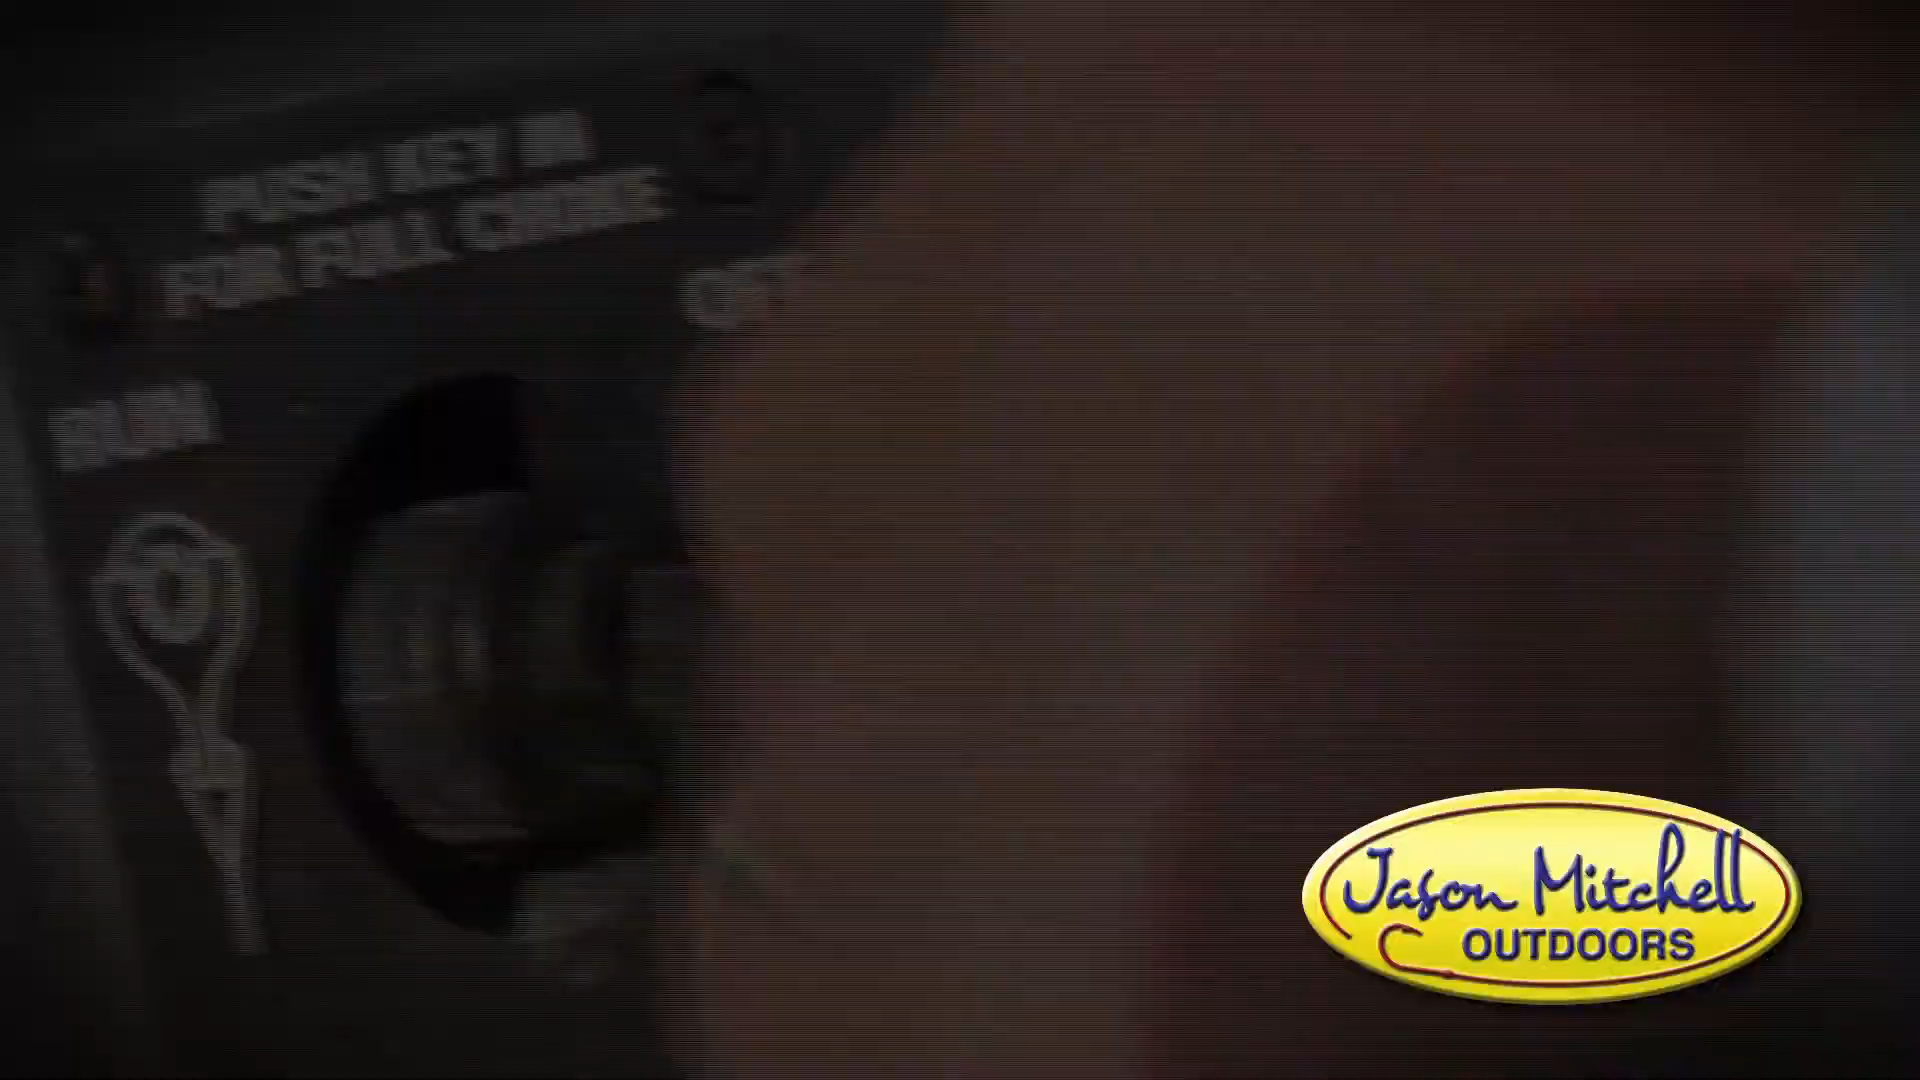 PUSH KEY IN
FOR FULL CHOKE
OFF
RUN
Jason Mitchell
OUTDOORS